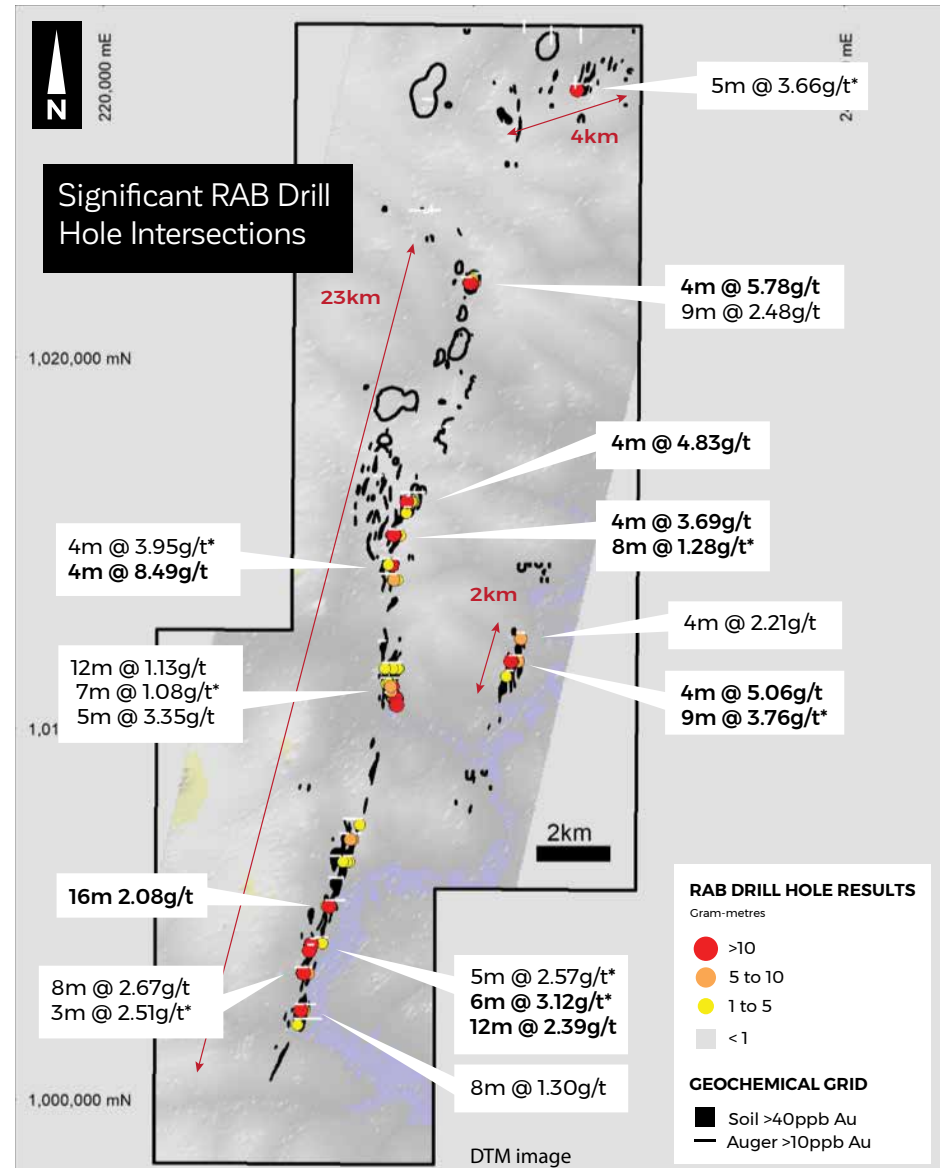 N
220,000 mE
Significant RAB Drill
Hole Intersections
5m @ 3.66g/t*
4km
23km
4m @ 5.78g/t
9m @ 2.48g/t
1,020,000 mN
4m @ 4.83g/t
4m @ 3.69g/t
8m @ 1.28g/t*
4m @ 3.95g/t*
4m @ 8.49g/t
2km
4m @ 2.21g/t
12m @ 1.13g/t
7m @ 1.08g/t*
5m @ 3.35g/t
4m @ 5.06g/t
9m @ 3.76g/t*
2km
16m 2.08g/t
8m @ 2.67g/t
3m @ 2.51g/t*
5m @ 2.57g/t*
6m @ 3.12g/t*
12m @ 2.39g/t
8m @ 1.30g/t
1,000,000 mN
DTM image
RAB DRILL HOLE RESULTS
Gram-metres
>10
5 to 10
1 to 5
< 1
GEOCHEMICAL GRID
Soil >40ppb Au
Auger >10ppb Au